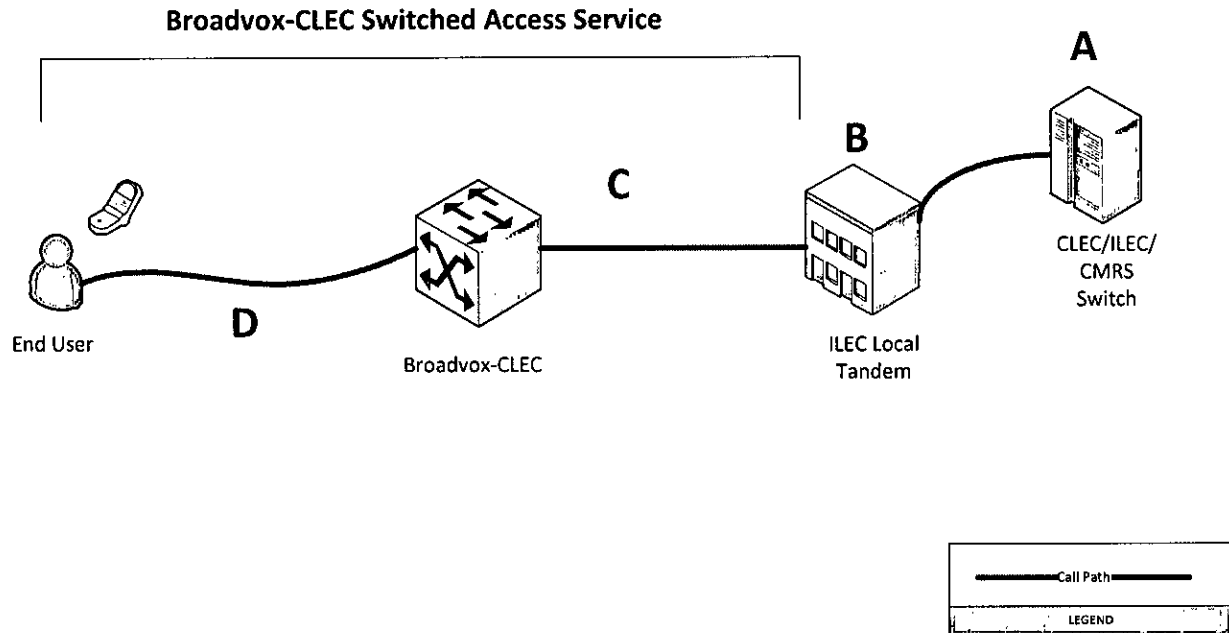 Broadvox-CLEC Switched Access Service
A
B
C
CLEC/ILEC/
CMRS
Switch
D
End User
Broadvox-CLEC
ILEC Local
Tandem
Call Path
LEGEND